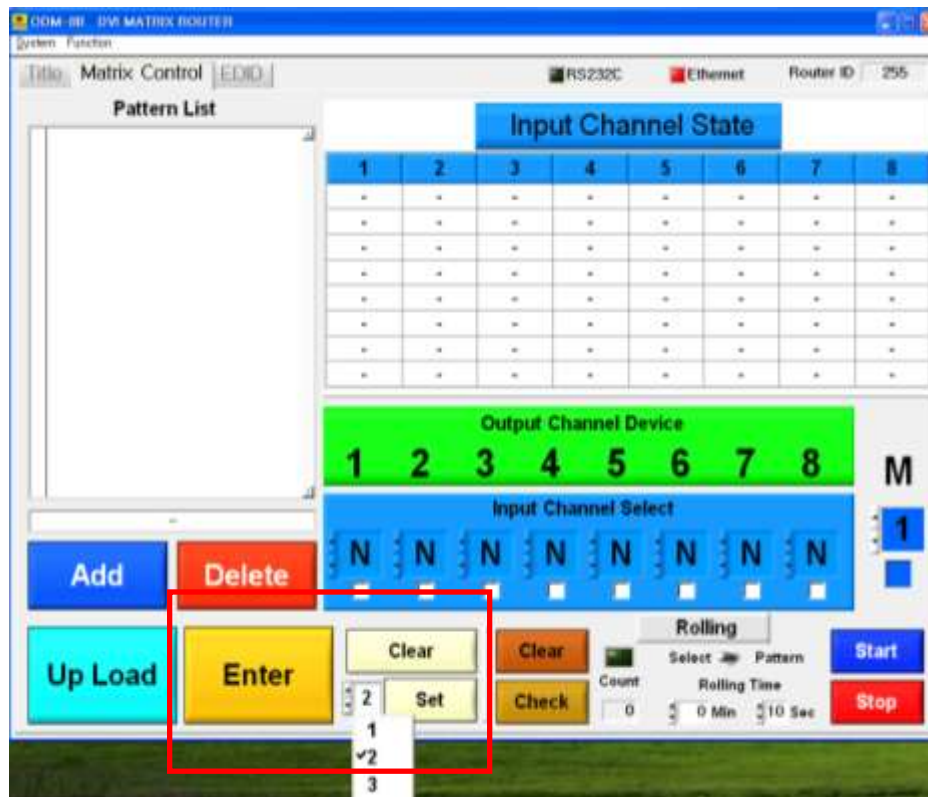 ODM-88 DVI MATRIX ROUTER
System Function
Title Matrix Control EDID RS232C Ethernet Router ID 255
Pattern List
Input Channel State
1 2 3 4 5 6 7 8
- - - - - - - -
- - - - - - - -
- - - - - - - -
- - - - - - - -
- - - - - - - -
- - - - - - - -
- - - - - - - -
- - - - - - - -
Output Channel Device
1 2 3 4 5 6 7 8 M
Input Channel Select
-
N N N N N N N N 1
Add Delete
Rolling
Clear Clear Select Pattern Start
Up Load Enter
Count Rolling Time
2 Set Check 0 0 Min 10 Sec Stop
1
✓2
3